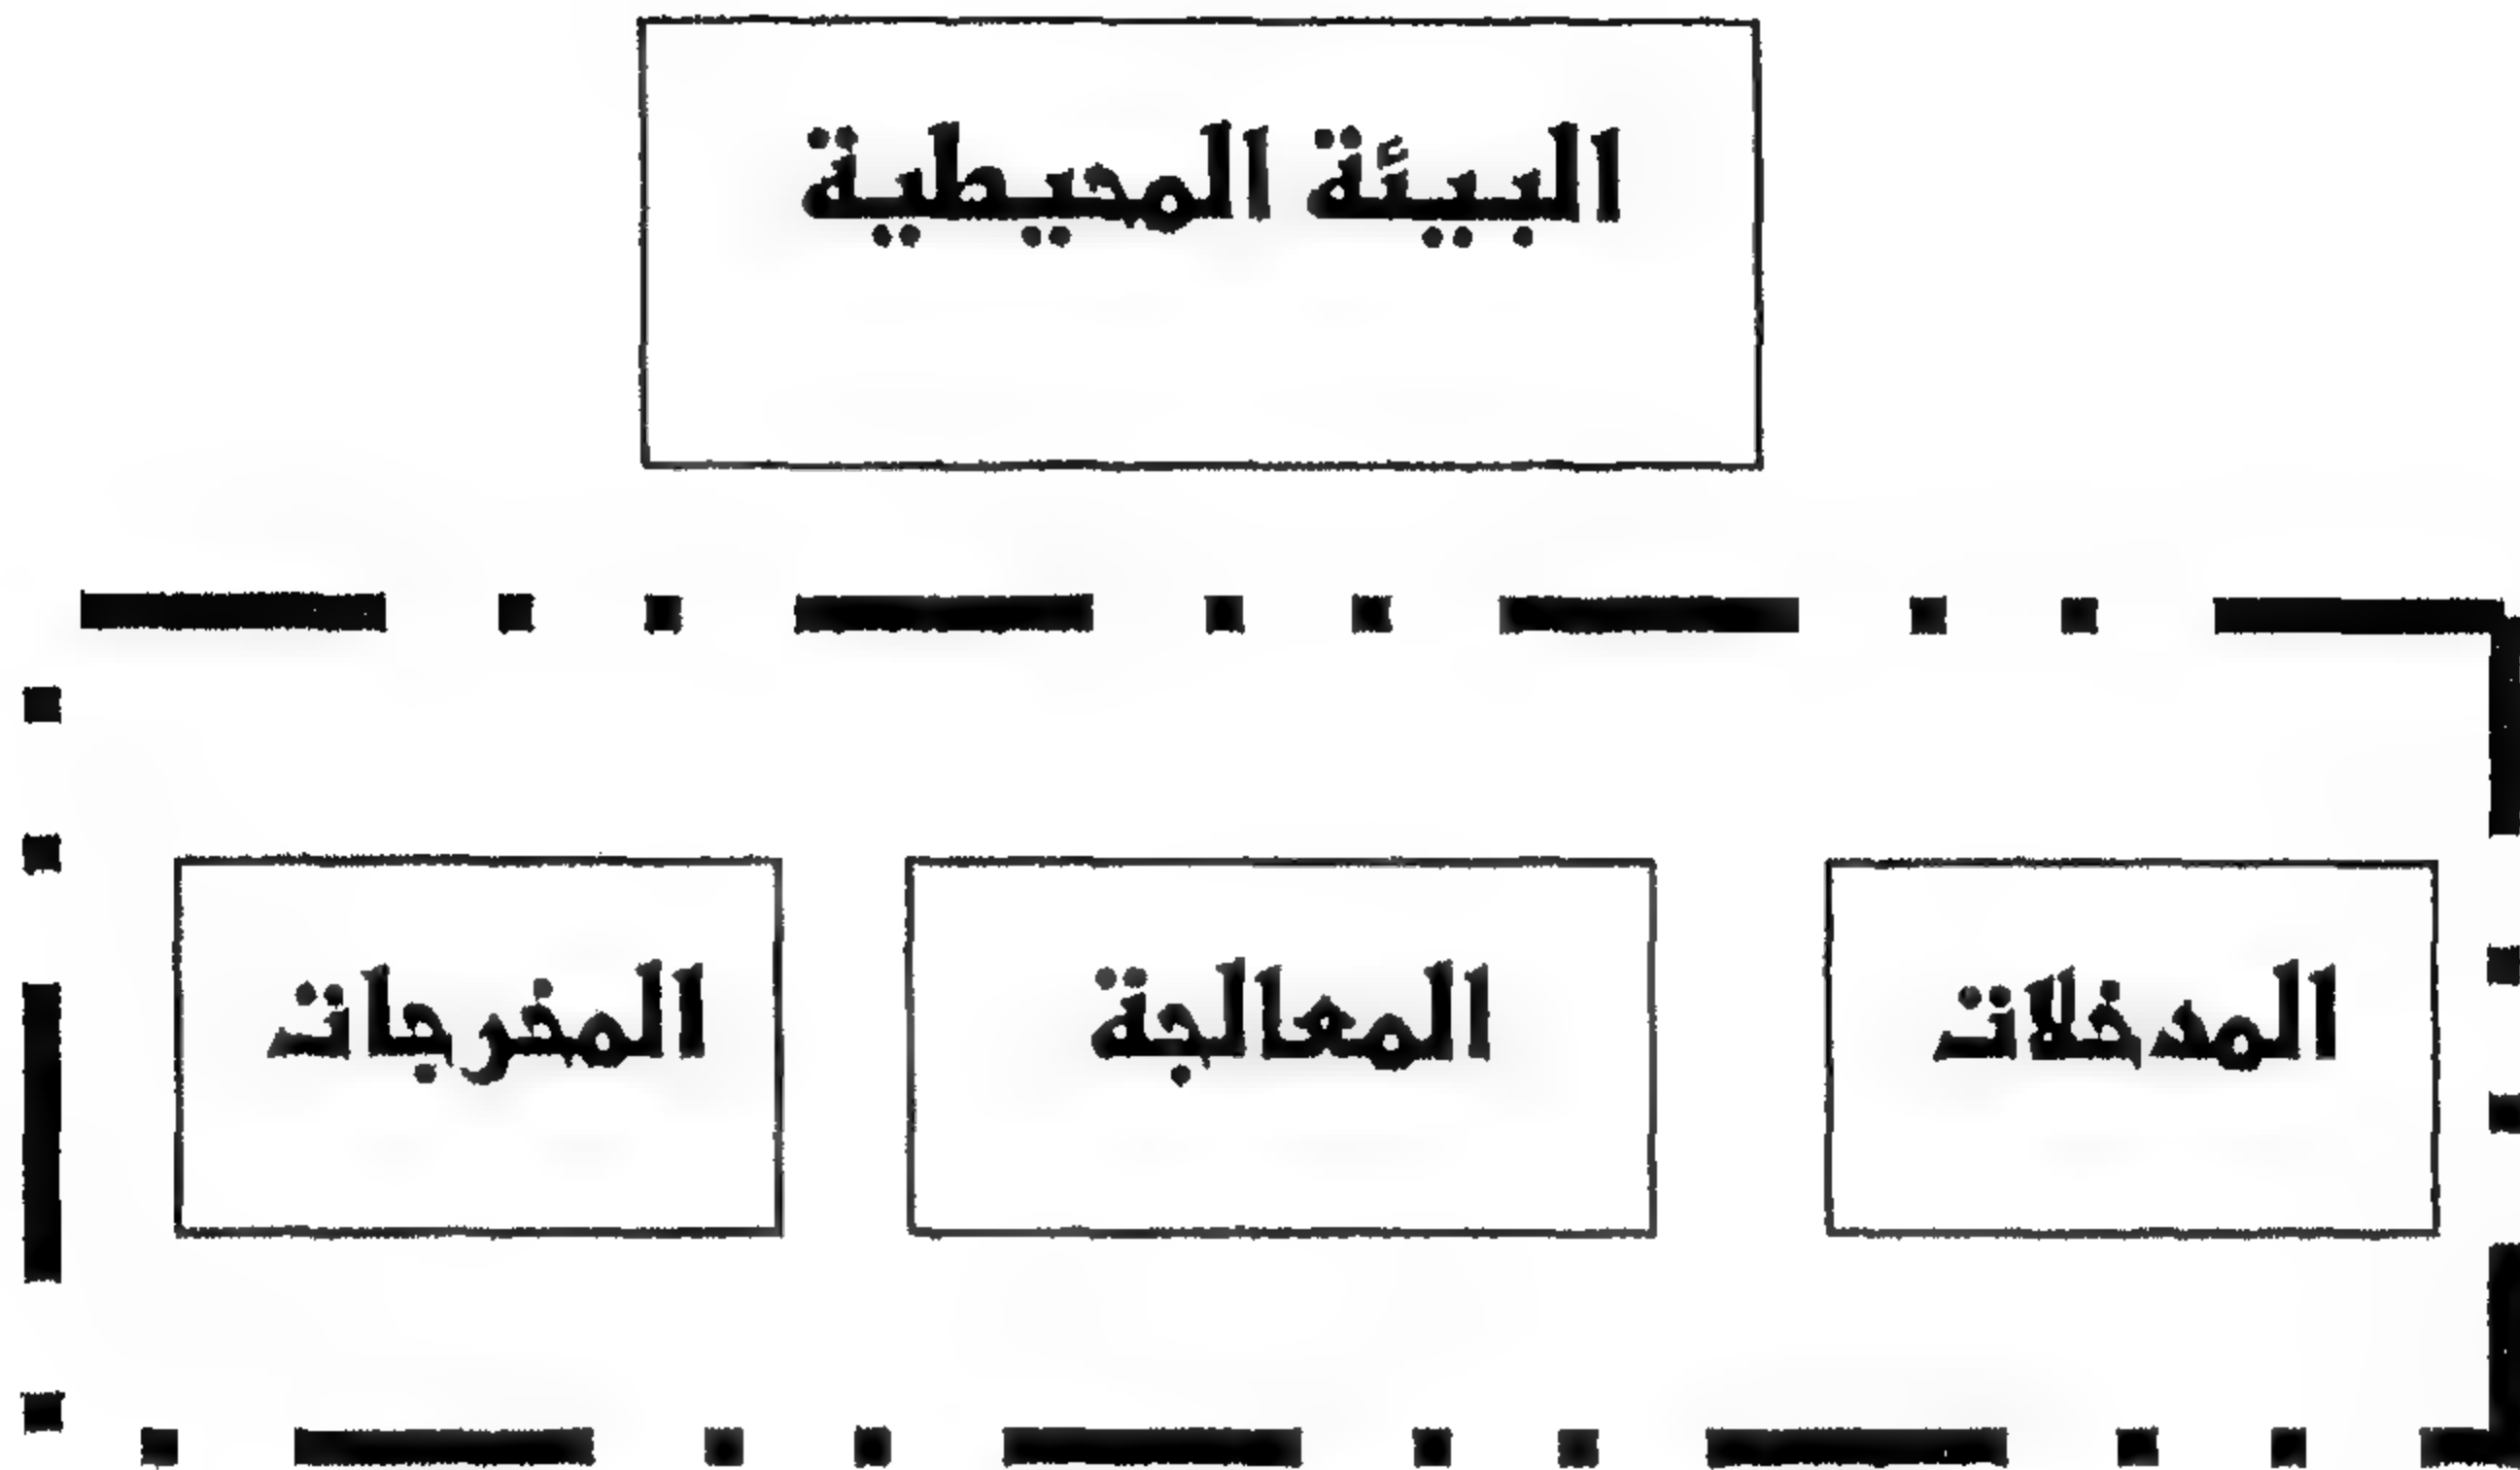 البيئة المحيطية
المدخلات
المعالجة
المخرجات